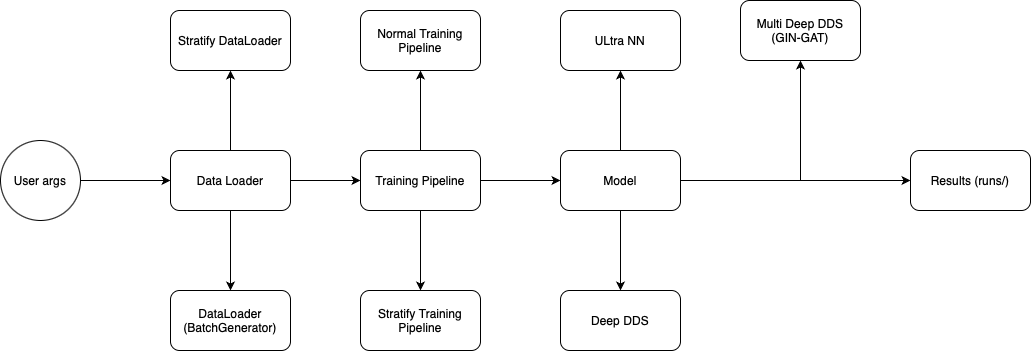 Stratify DataLoader
Normal Training
Pipeline
ULtra NN
Multi Deep DDS
(GIN-GAT)
User args
Data Loader
Training Pipeline
Model
Results (runs/)
DataLoader
(BatchGenerator)
Stratify Training
Pipeline
Deep DDS